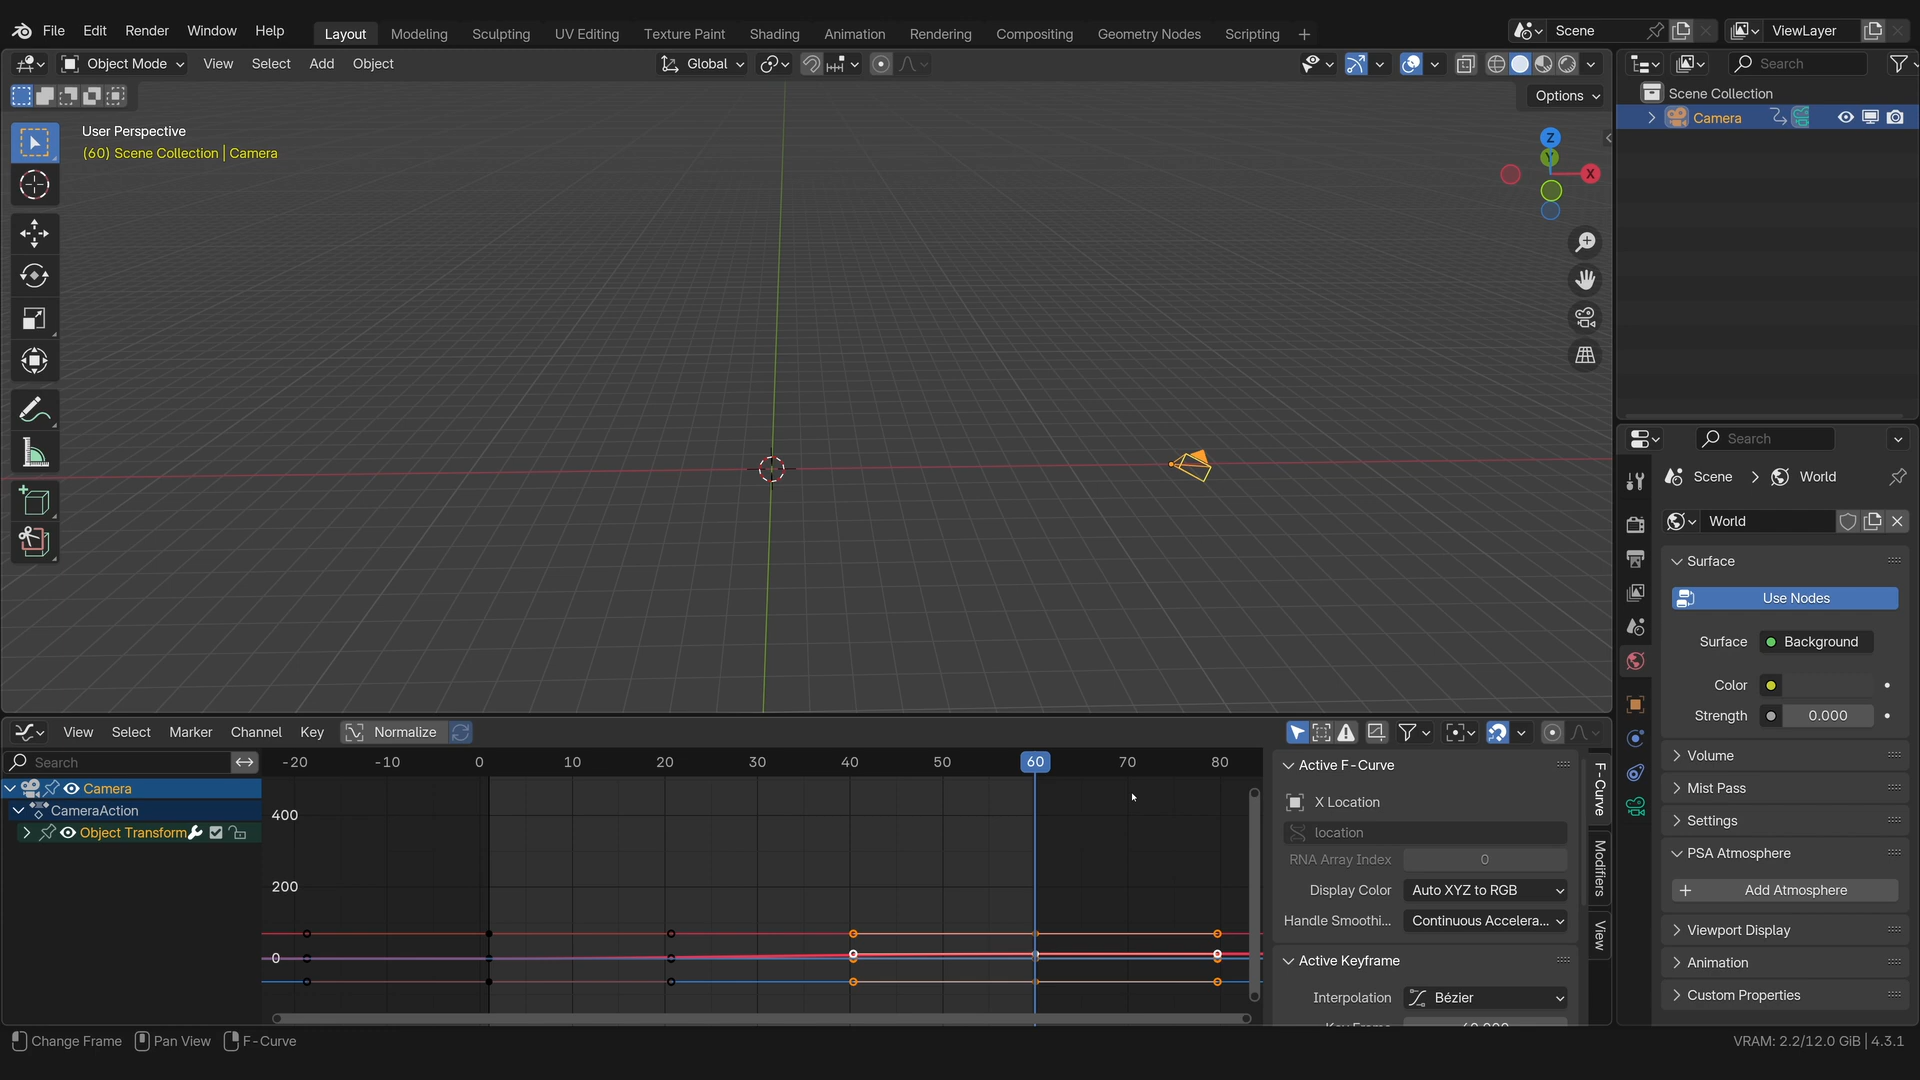 File Edit Render Window Help Layout Modeling Sculpting UV Editing Texture Paint Shading Animation Rendering Compositing Geometry Nodes Scripting + Scene ViewLayer
Object Mode View Select Add Object Global Search
Options
User Perspective
(60) Scene Collection | Camera
Z
Y
X
Scene Collection
Camera
Search
Scene > World
World
Surface
Use Nodes
Surface Background
Color
Strength 0.000
Volume
Mist Pass
Settings
PSA Atmosphere
+ Add Atmosphere
Viewport Display
Animation
Custom Properties
View Select Marker Channel Key Normalize
Search
Camera
CameraAction
Object Transform
-20 -10 0 10 20 30 40 50 60 70 80
400
200
0
Active F-Curve
X Location
location
RNA Array Index 0
Display Color Auto XYZ to RGB
Handle Smoothi... Continuous Accelera...
Active Keyframe
Interpolation Bézier
Key Frame 60.000
F-Curve
Modifiers
View
Change Frame Pan View F-Curve VRAM: 2.2/12.0 GiB | 4.3.1